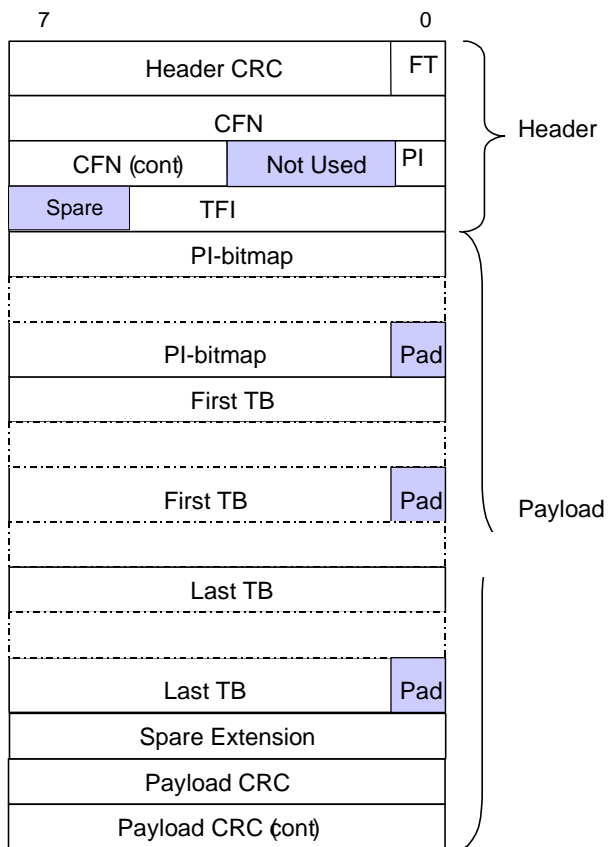 7 0
Header CRC FT
CFN
CFN (cont) Not Used PI
Spare TFI
Header
PI-bitmap
PI-bitmap Pad
First TB
First TB Pad
Payload
Last TB
Last TB Pad
Spare Extension
Payload CRC
Payload CRC (cont)